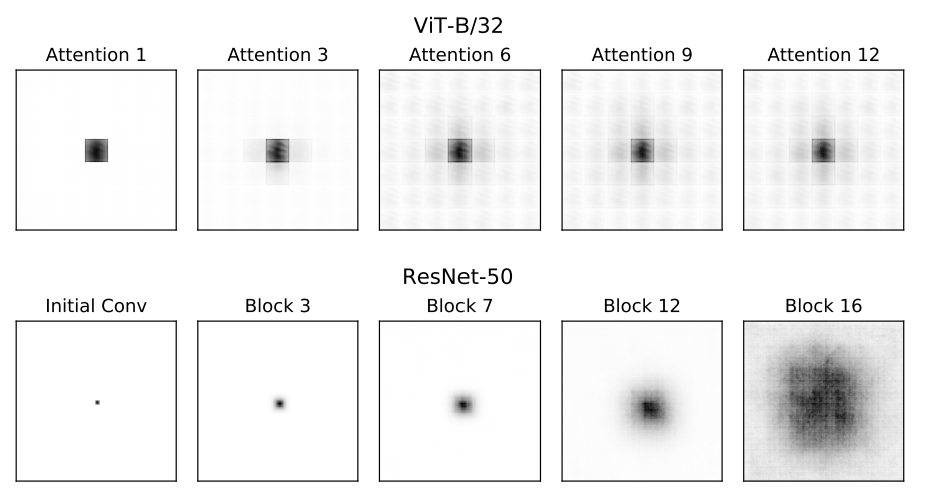 ViT-B/32
Attention 1 Attention 3 Attention 6 Attention 9 Attention 12
ResNet-50
Initial Conv Block 3 Block 7 Block 12 Block 16